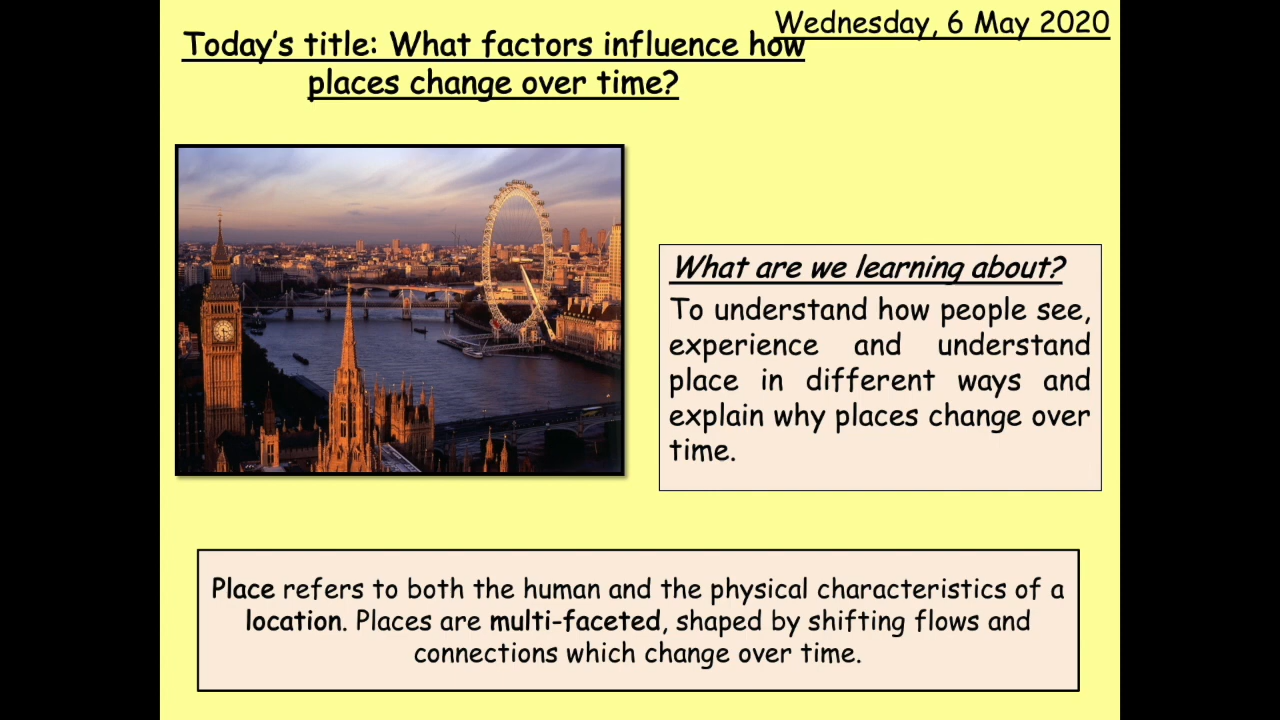 Wednesday, 6 May 2020
Today's title: What factors influence how
places change over time?
What are we learning about?
To understand how people see,
experience and understand
place in different ways and
explain why places change over
time.
Place refers to both the human and the physical characteristics of a
location. Places are multi-faceted, shaped by shifting flows and
connections which change over time.